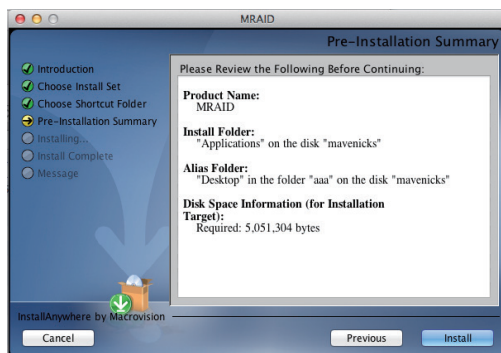 MRAID
Pre-Installation Summary
Introduction
Choose Install Set
Choose Shortcut Folder
Pre-Installation Summary
Installing...
Install Complete
Message
Please Review the Following Before Continuing:
Product Name:
MRAID
Install Folder:
"Applications" on the disk "mavenicks"
Alias Folder:
"Desktop" in the folder "aaa" on the disk "mavenicks"
Disk Space Information (for Installation
Target):
Required: 5,051,304 bytes
InstallAnywhere by Macrovision
Cancel
Previous
Install